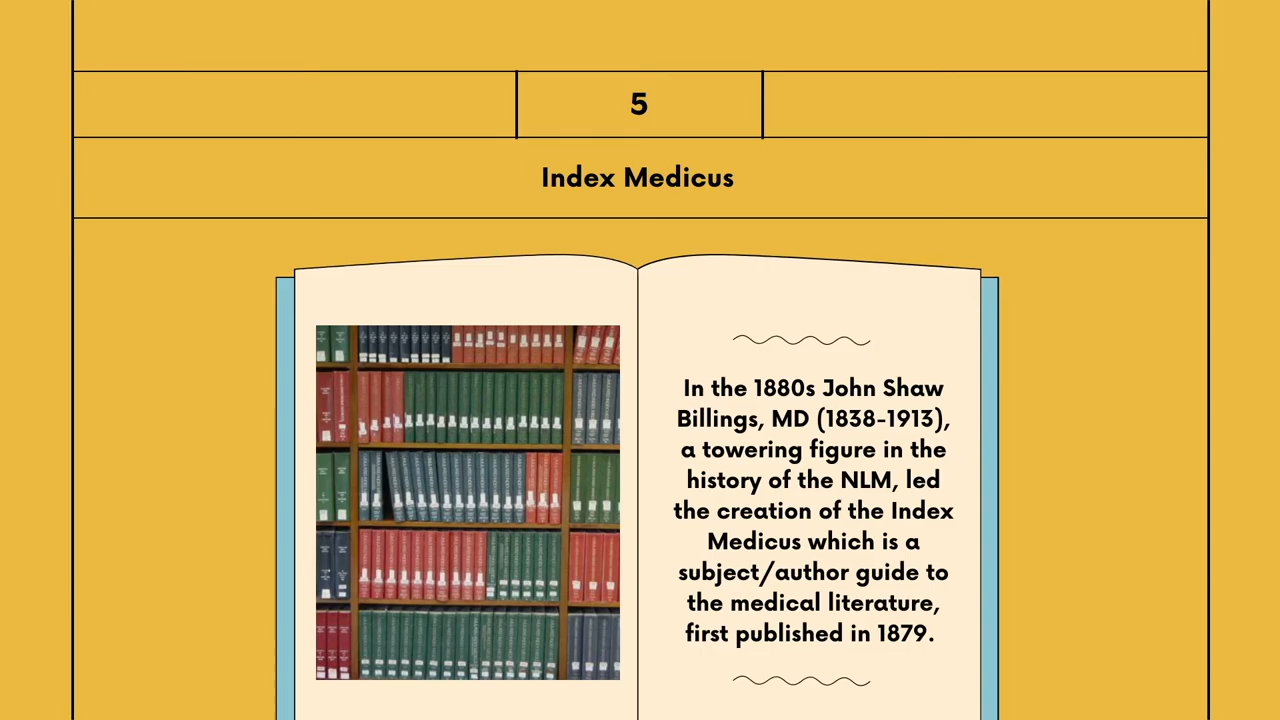 5
Index Medicus
In the 1880s John Shaw
Billings, MD (1838-1913),
a towering figure in the
history of the NLM, led
the creation of the Index
Medicus which is a
subject/author guide to
the medical literature,
first published in 1879.